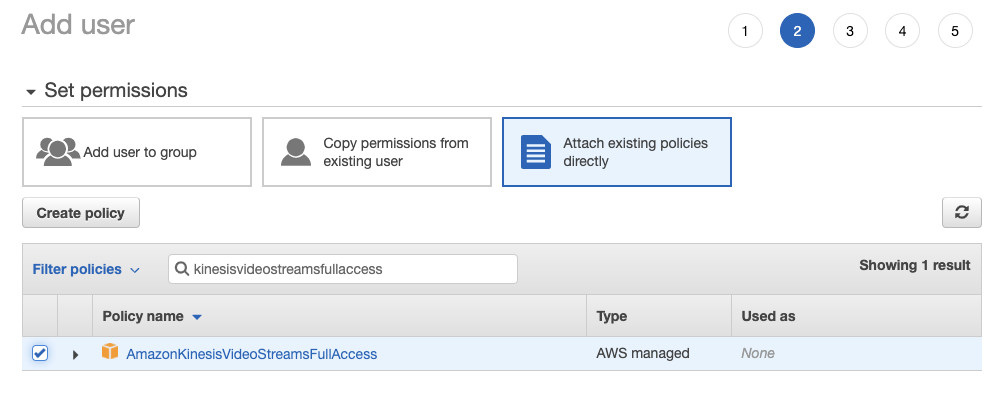 Add user
1 2 3 4 5
Set permissions
Add user to group
Copy permissions from
existing user
Attach existing policies
directly
Create policy
Filter policies
kinesisvideostreamsfullaccess
Showing 1 result
Policy name Type Used as
AmazonKinesisVideoStreamsFullAccess AWS managed None